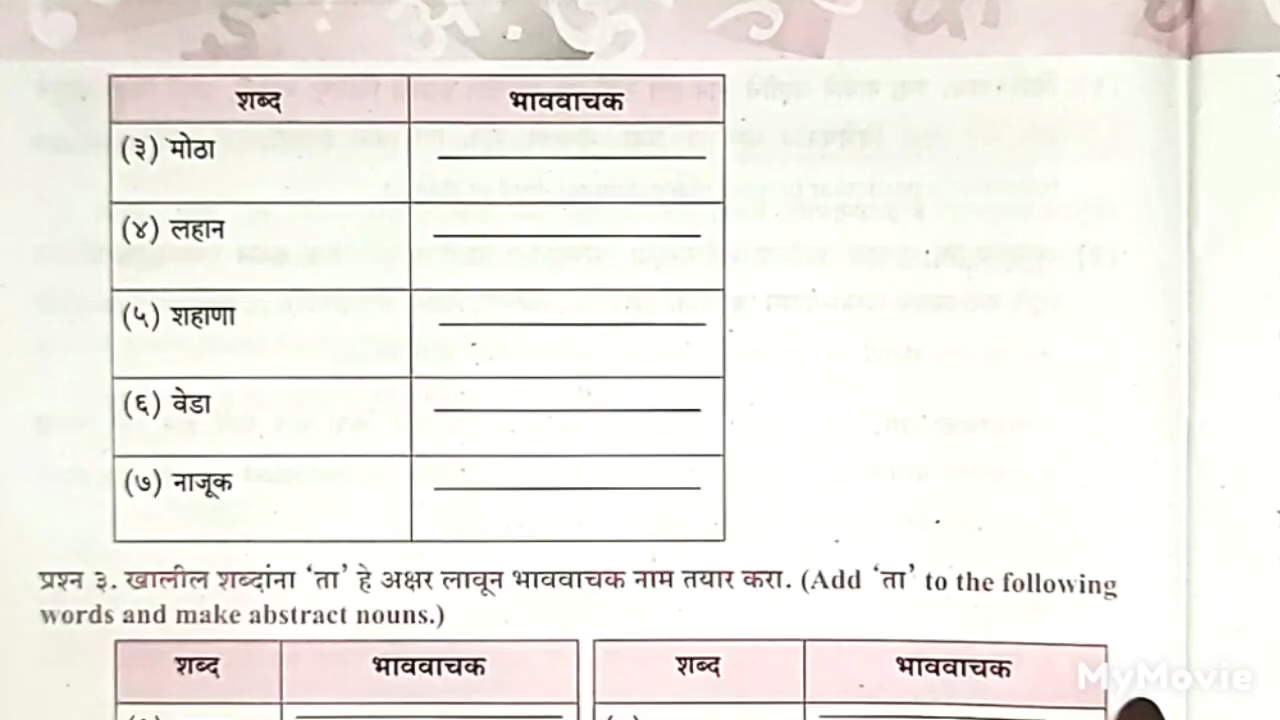 शब्द भाववाचक
(३) मोठा
(४) लहान
(५) शहाणा
(६) वेडा
(७) नाजूक
प्रश्न ३. खालील शब्दांना ‘ता’ हे अक्षर लावून भाववाचक नाम तयार करा. (Add ‘ता’ to the following
words and make abstract nouns.)
शब्द भाववाचक शब्द भाववाचक
MyMovie